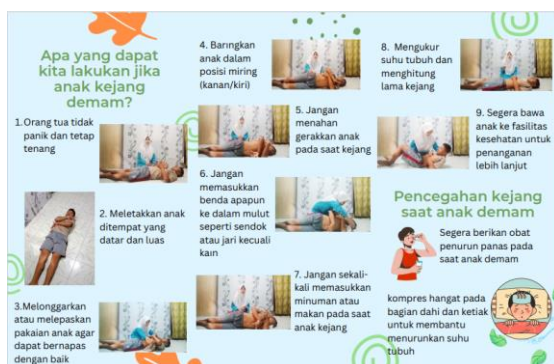 Apa yang dapat
kita lakukan jika
anak kejang
demam?
1.Orang tua tidak
panik dan tetap
tenang
2. Meletakkan anak
ditempat yang
datar dan luas
3.Melonggarkan
atau melepaskan
pakaian anak agar
dapat bernapas
dengan baik
4. Baringkan
anak dalam
posisi miring
(kanan/kiri)
5. Jangan
menahan
gerakkan anak
pada saat kejang
6. Jangan
memasukkan
benda apapun
ke dalam mulut
seperti sendok
atau jari kecuali
kain
7. Jangan sekali-
kali memasukkan
minuman atau
makan pada saat
anak kejang
8. Mengukur
suhu tubuh dan
menghitung
lama kejang
9. Segera bawa
anak ke fasilitas
kesehatan untuk
penanganan
lebih lanjut
Pencegahan kejang
saat anak demam
Segera berikan obat
penurun panas pada
saat anak demam
kompres hangat pada
bagian dahi dan ketiak
untuk membantu
menurunkan suhu
tubuh